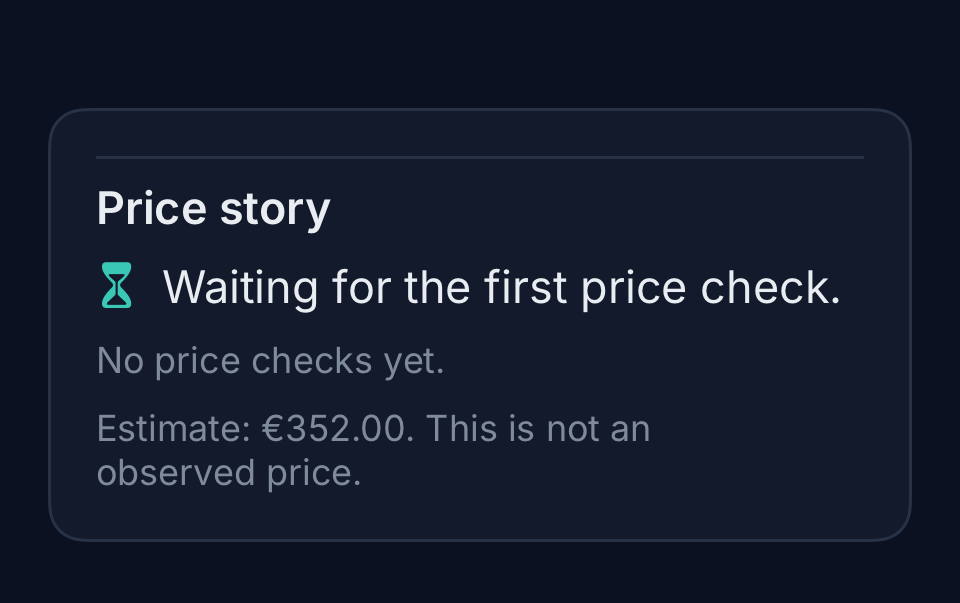 Price story
Waiting for the first price check.
No price checks yet.
Estimate: €352.00. This is not an
observed price.